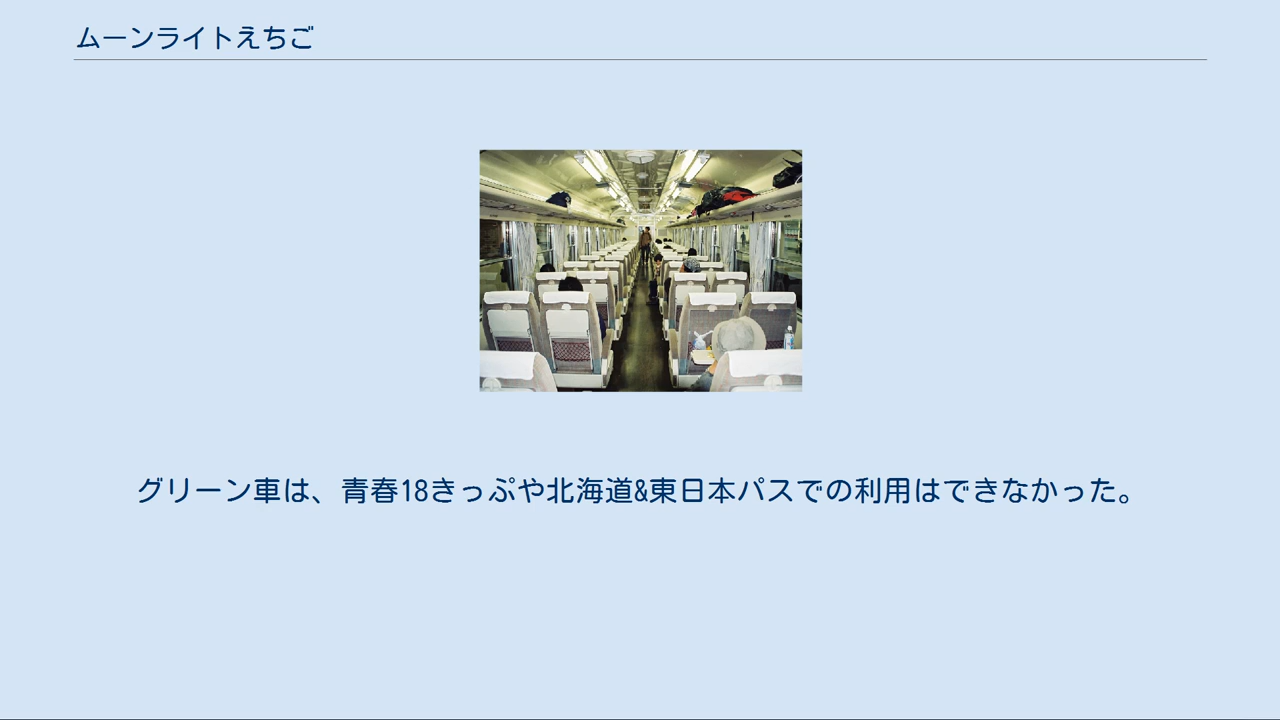 ムーンライトえちご
グリーン車は、青春18きっぷや北海道&東日本パスでの利用はできなかった。